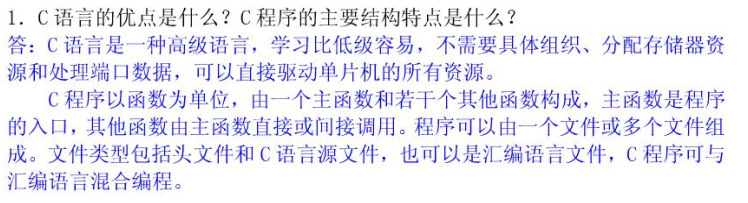 1．C 语言的优点是什么？C 程序的主要结构特点是什么？
答：C 语言是一种高级语言，学习比低级容易，不需要具体组织、分配存储器资
源和处理端口数据，可以直接驱动单片机的所有资源。
C 程序以函数为单位，由一个主函数和若干个其他函数构成，主函数是程序
的入口，其他函数由主函数直接或间接调用。程序可以由一个文件或多个文件组
成。文件类型包括头文件和 C 语言源文件，也可以是汇编语言文件，C 程序可与
汇编语言混合编程。